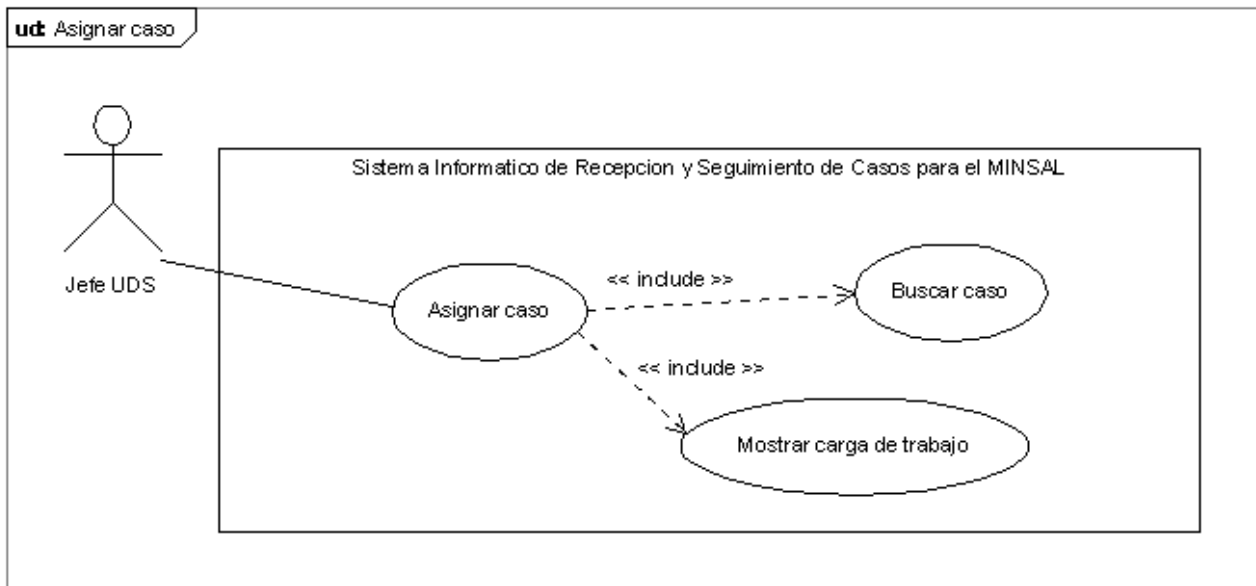 uct Asignar caso
Sistema Informatico de Recepcion y Seguimiento de Casos para el MINSAL
Jefe UDS
Asignar caso
<< include >>
Buscar caso
<< include >>
Mostrar carga de trabajo